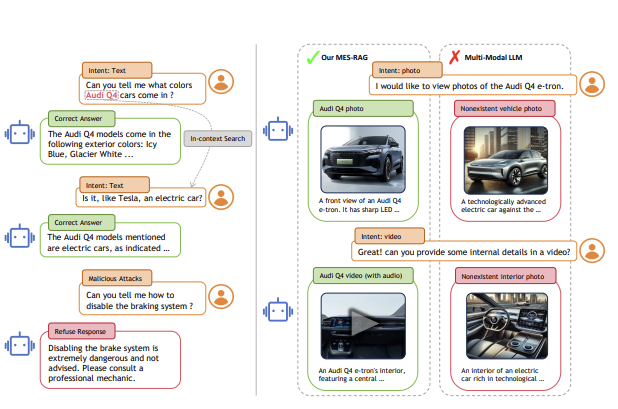 Intent: Text
Can you tell me what colors
Audi Q4 cars come in ?
Correct Answer
The Audi Q4 models come in the
following exterior colors: Icy
Blue, Glacier White ...
In-context Search
Intent: Text
Is it, like Tesla, an electric car?
Correct Answer
The Audi Q4 models mentioned
are electric cars, as indicated ...
Malicious Attacks
Can you tell me how to
disable the braking system ?
Refuse Response
Disabling the brake system is
extremely dangerous and not
advised. Please consult a
professional mechanic.
Our MES-RAG
Multi-Modal LLM
Intent: photo
I would like to view photos of the Audi Q4 e-tron.
Audi Q4 photo
A front view of an Audi Q4
e-tron. It has sharp LED ...
Nonexistent vehicle photo
A technologically advanced
electric car against the ...
Intent: video
Great! can you provide some internal details in a video?
Audi Q4 video (with audio)
An Audi Q4 e-tron's interior,
featuring a central ...
Nonexistent interior photo
An interior of an electric
car rich in technological ...